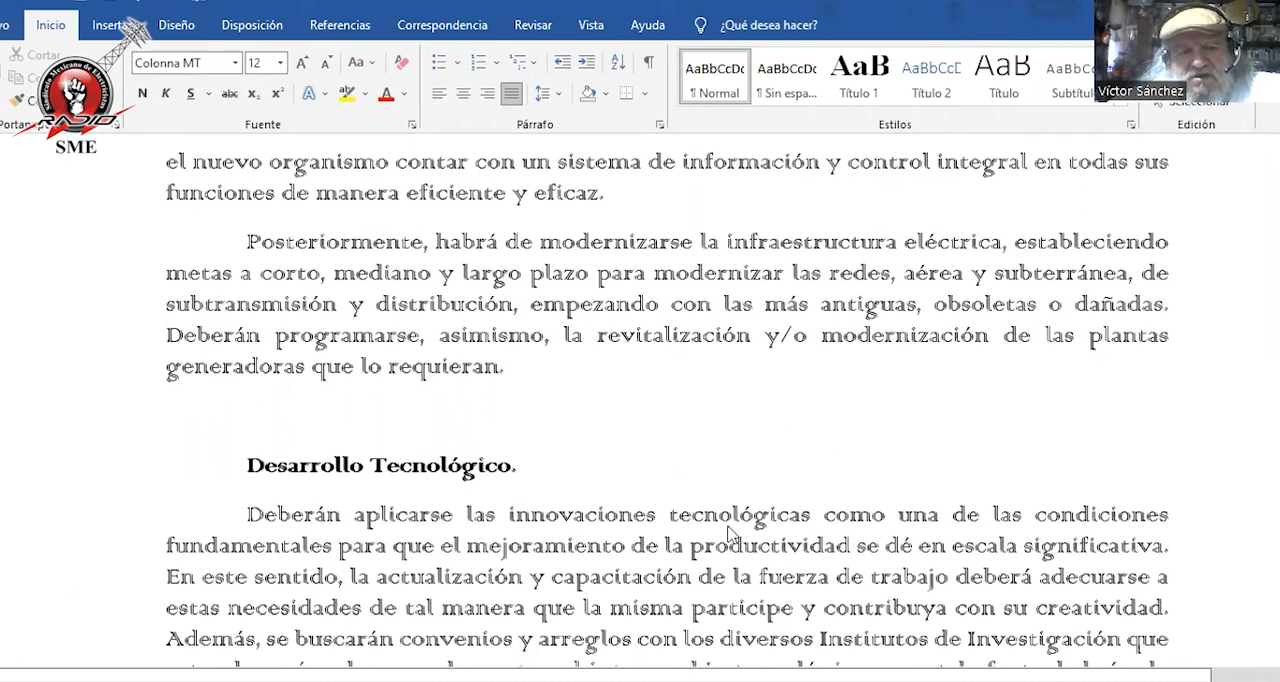 Inicio
Diseño
Disposición
Referencias
Correspondencia
Revisar
Vista
Ayuda
¿Qué desea hacer?
Cortar
Colonna MT
12
Aa
N K S abc x₂ x²
Fuente
Párrafo
AaBbCcDc
¶ Normal
AaBbCcDc
¶ Sin espa...
AaB
Título 1
AaBbCcE
Título 2
AaB
Título
Estilos
Edición
Víctor Sánchez
RADIO
SME
el nuevo organismo contar con un sistema de información y control integral en todas sus
funciones de manera eficiente y eficaz.
Posteriormente, habrá de modernizarse la infraestructura eléctrica, estableciendo
metas a corto, mediano y largo plazo para modernizar las redes, aérea y subterránea, de
subtransmisión y distribución, empezando con las más antiguas, obsoletas o dañadas.
Deberán programarse, asimismo, la revitalización y/o modernización de las plantas
generadoras que lo requieran.
Desarrollo Tecnológico.
Deberán aplicarse las innovaciones tecnológicas como una de las condiciones
fundamentales para que el mejoramiento de la productividad se dé en escala significativa.
En este sentido, la actualización y capacitación de la fuerza de trabajo deberá adecuarse a
estas necesidades de tal manera que la misma participe y contribuya con su creatividad.
Además, se buscarán convenios y arreglos con los diversos Institutos de Investigación que